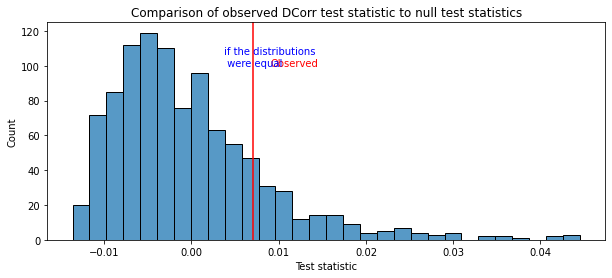 Comparison of observed DCorr test statistic to null test statistics
120
100
80
60
40
20
0
Count
if the distributions
were equal
Observed
−0.01
0.00
0.01
0.02
0.03
0.04
Test statistic